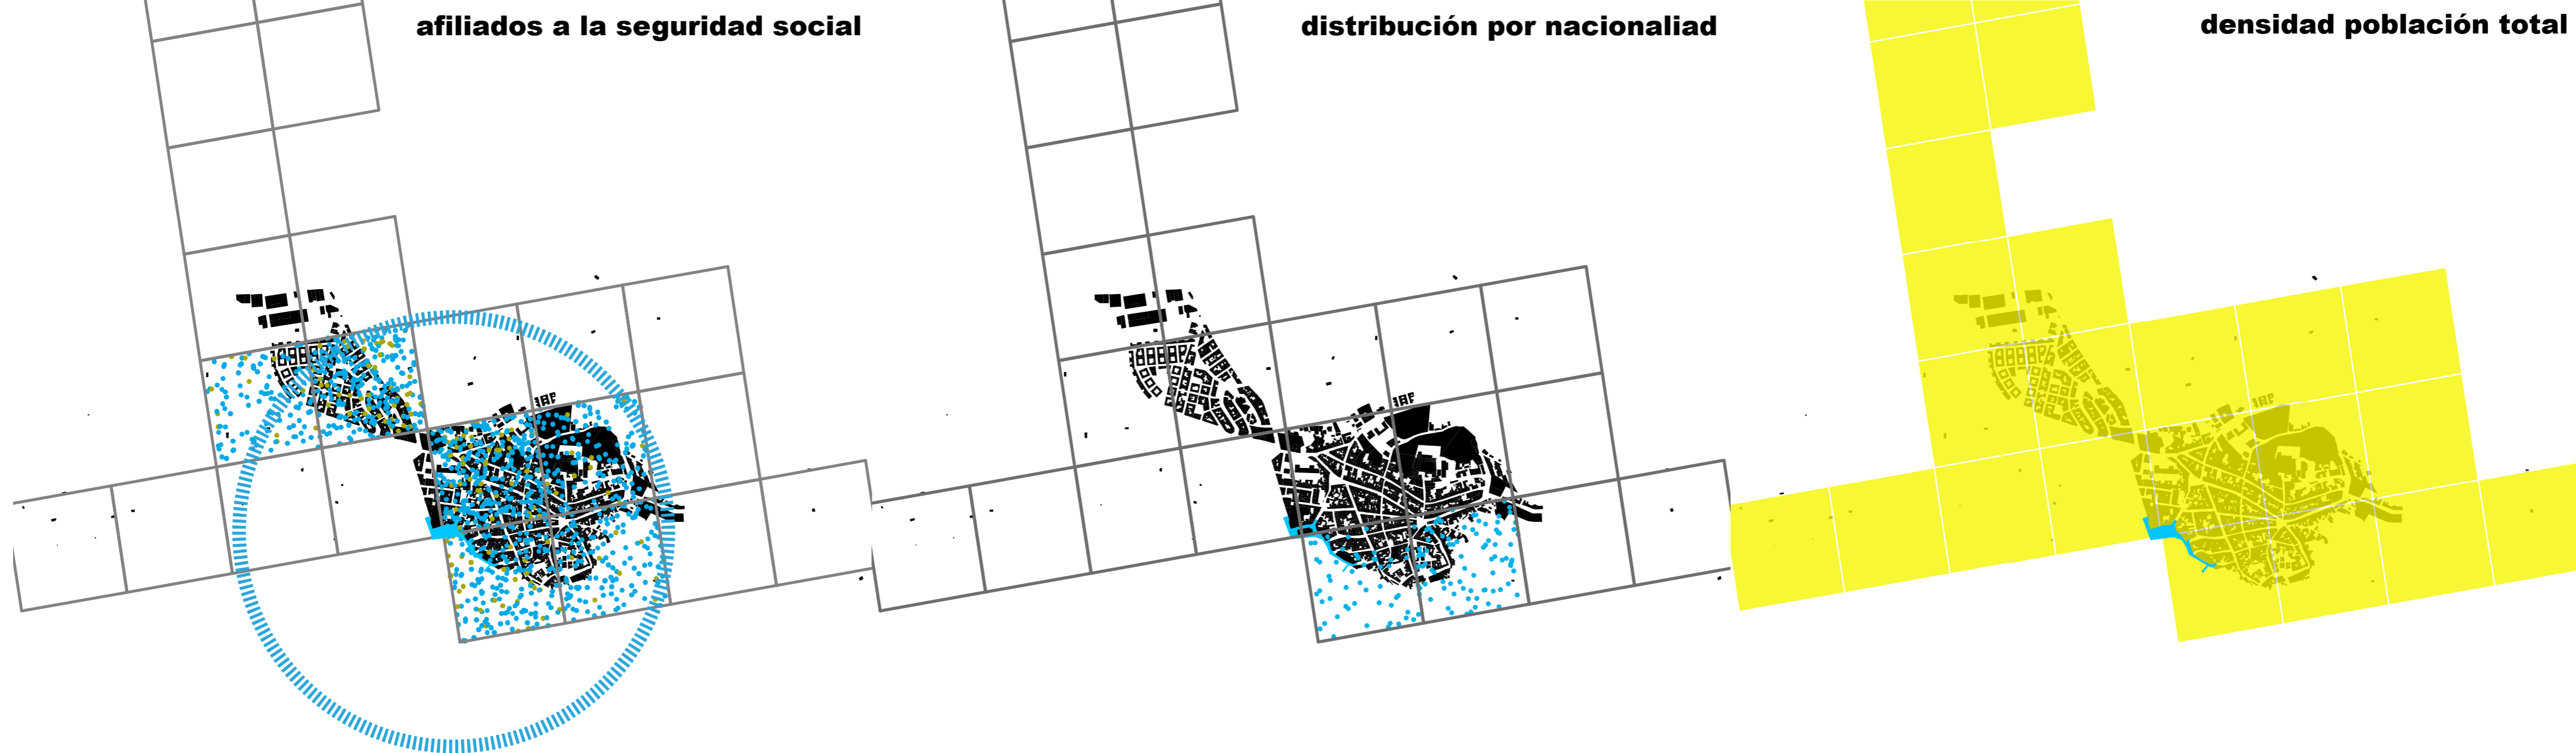 afiliados a la seguridad social
distribución por nacionaliad
densidad población total